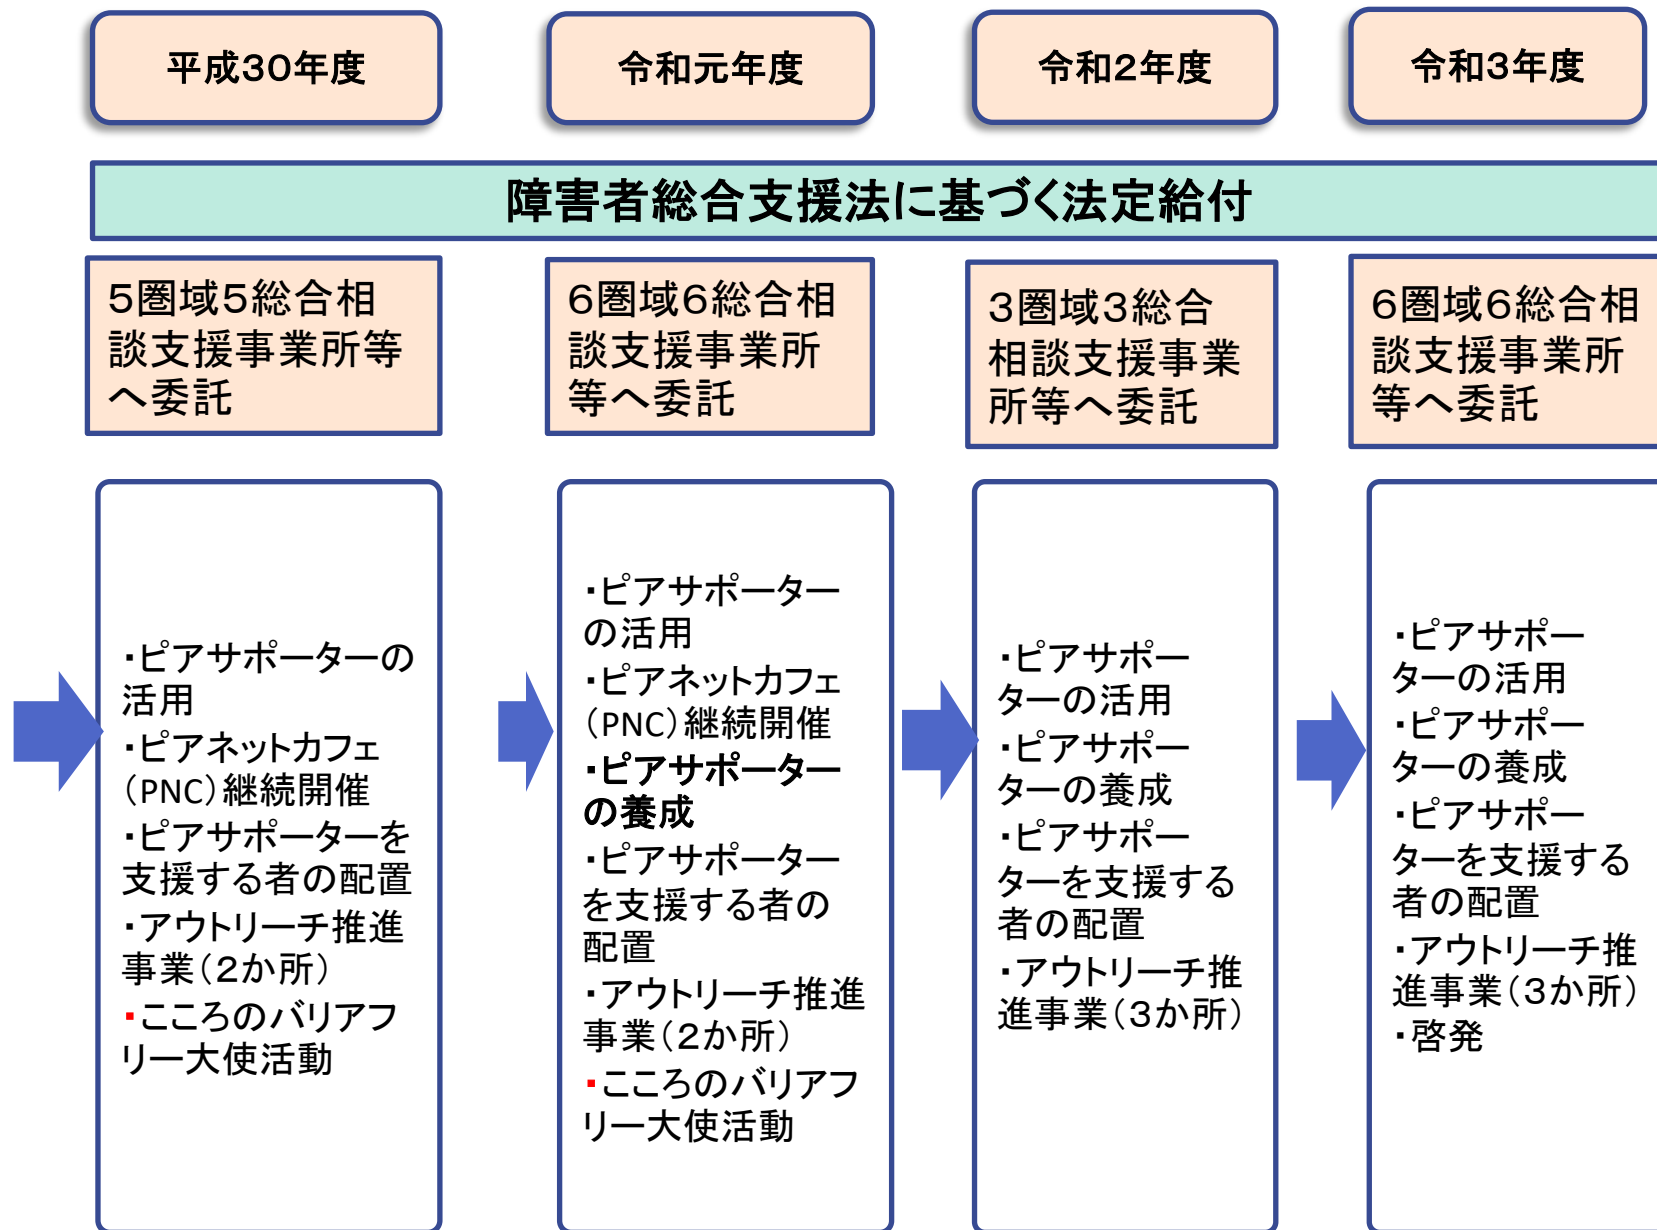 平成30年度
令和元年度
令和2年度
令和3年度
障害者総合支援法に基づく法定給付
5圏域5総合相
談支援事業所等
へ委託
6圏域6総合相
談支援事業所
等へ委託
3圏域3総合
相談支援事業
所等へ委託
6圏域6総合相
談支援事業所
等へ委託
・ピアサポーターの
活用
・ピアネットカフェ
(PNC)継続開催
・ピアサポーターを
支援する者の配置
・アウトリーチ推進
事業(2か所)
・こころのバリアフ
リー大使活動
・ピアサポーター
の活用
・ピアネットカフェ
(PNC)継続開催
・ピアサポーター
の養成
・ピアサポーター
を支援する者の
配置
・アウトリーチ推進
事業(2か所)
・こころのバリアフ
リー大使活動
・ピアサポー
ターの活用
・ピアサポー
ターの養成
・ピアサポー
ターを支援する
者の配置
・アウトリーチ推
進事業(3か所)
・ピアサポー
ターの活用
・ピアサポー
ターの養成
・ピアサポー
ターを支援する
者の配置
・アウトリーチ推
進事業(3か所)
・啓発